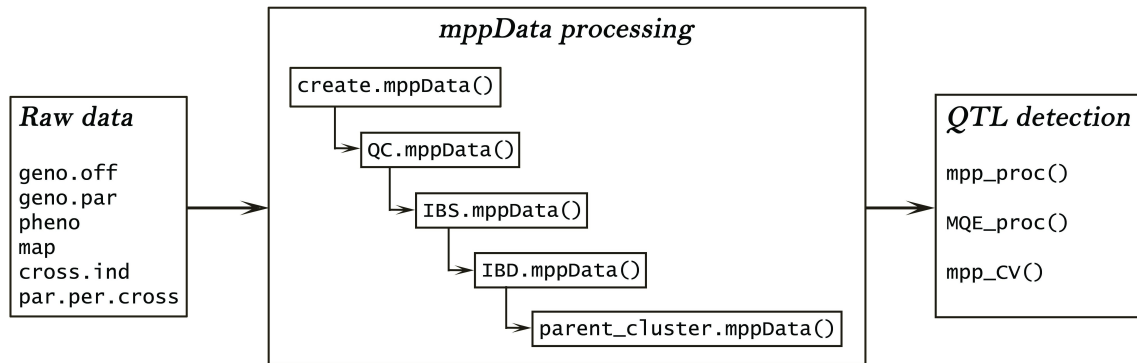 Raw data
geno.off
geno.par
pheno
map
cross.ind
par.per.cross
mppData processing
create.mppData()
QC.mppData()
IBS.mppData()
IBD.mppData()
parent_cluster.mppData()
QTL detection
mpp_proc()
MQE_proc()
mpp_CV()